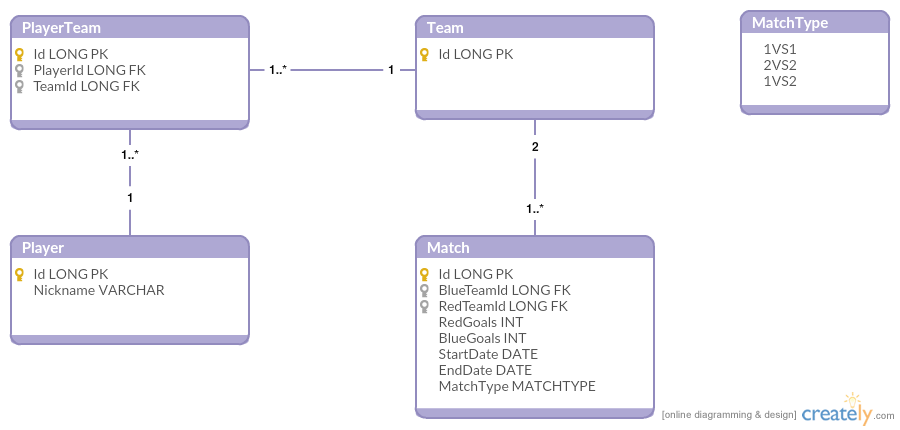 PlayerTeam
Id LONG PK
PlayerId LONG FK
TeamId LONG FK
1..*
1
Team
Id LONG PK
MatchType
1VS1
2VS2
1VS2
1..*
1
2
1..*
Player
Id LONG PK
Nickname VARCHAR
Match
Id LONG PK
BlueTeamId LONG FK
RedTeamId LONG FK
RedGoals INT
BlueGoals INT
StartDate DATE
EndDate DATE
MatchType MATCHTYPE
[online diagramming & design] creately.com